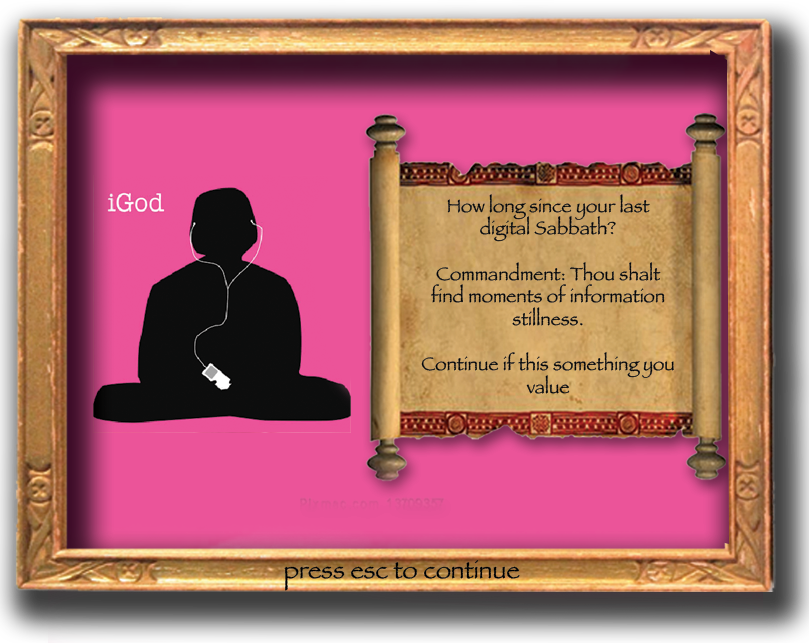 iGod
How long since your last
digital Sabbath?
Commandment: Thou shalt
find moments of information
stillness.
Continue if this something you
value
press esc to continue